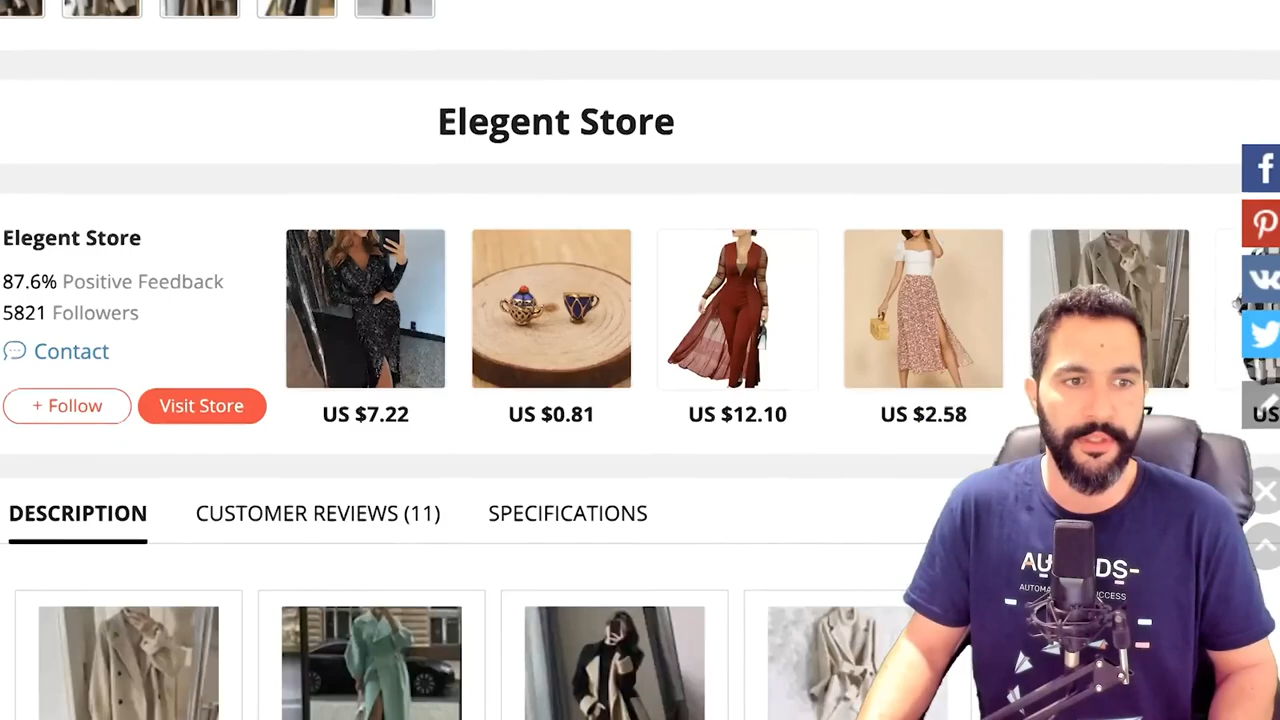 Elegent Store
Elegent Store
87.6% Positive Feedback
5821 Followers
Contact
+ Follow
Visit Store
US $7.22
US $0.81
US $12.10
US $2.58
US
DESCRIPTION
CUSTOMER REVIEWS (11)
SPECIFICATIONS